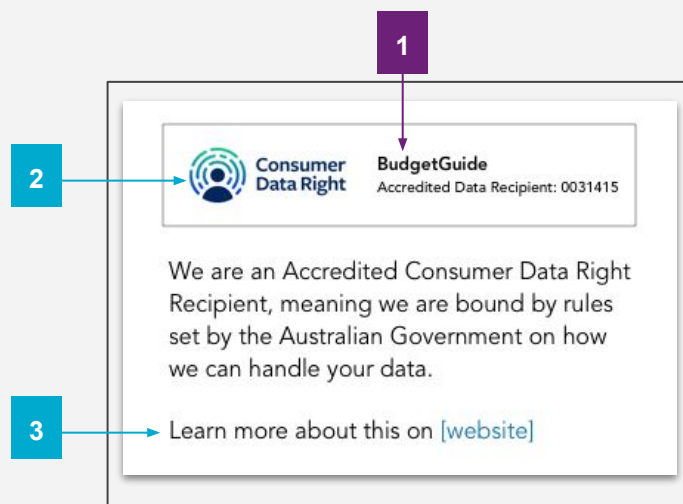 1
2
Consumer
Data Right
BudgetGuide
Accredited Data Recipient: 0031415
We are an Accredited Consumer Data Right
Recipient, meaning we are bound by rules
set by the Australian Government on how
we can handle your data.
3
Learn more about this on [website]